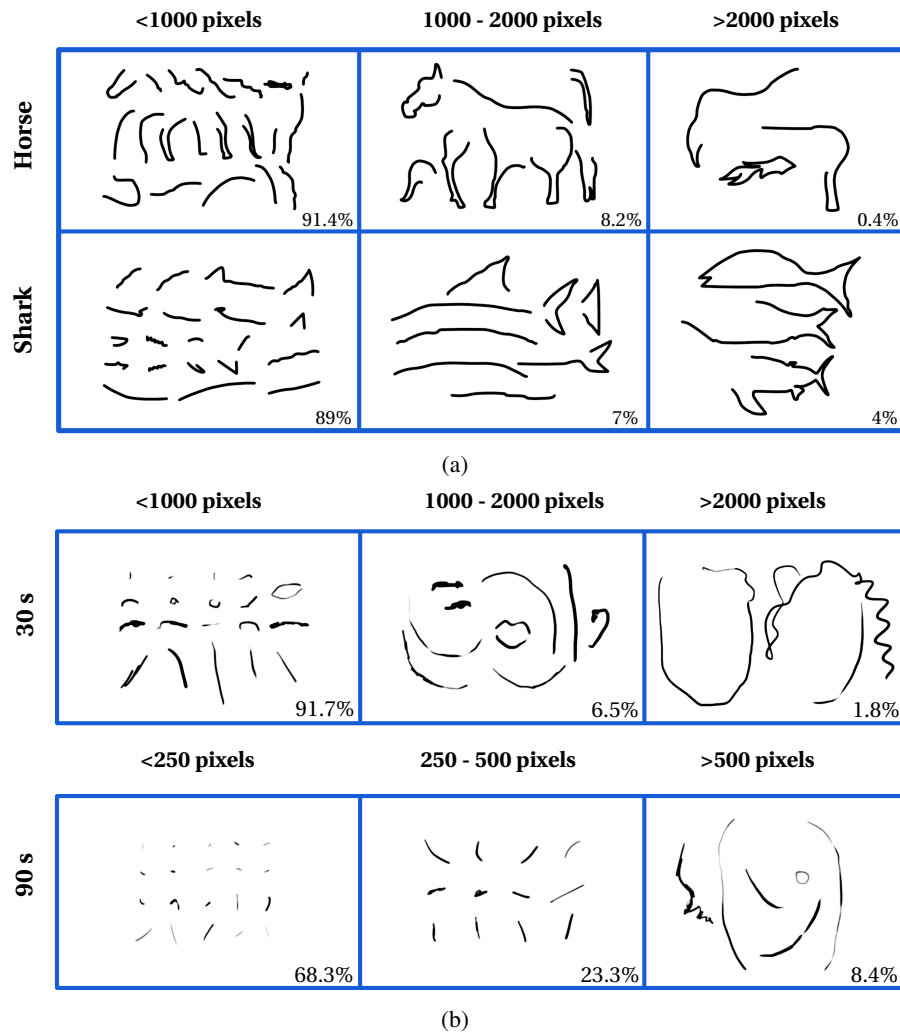 <1000 pixels 1000 - 2000 pixels >2000 pixels
Horse
91.4% 8.2% 0.4%
Shark
89% 7% 4%
(a)
<1000 pixels 1000 - 2000 pixels >2000 pixels
30 s
91.7% 6.5% 1.8%
<250 pixels 250 - 500 pixels >500 pixels
90 s
68.3% 23.3% 8.4%
(b)